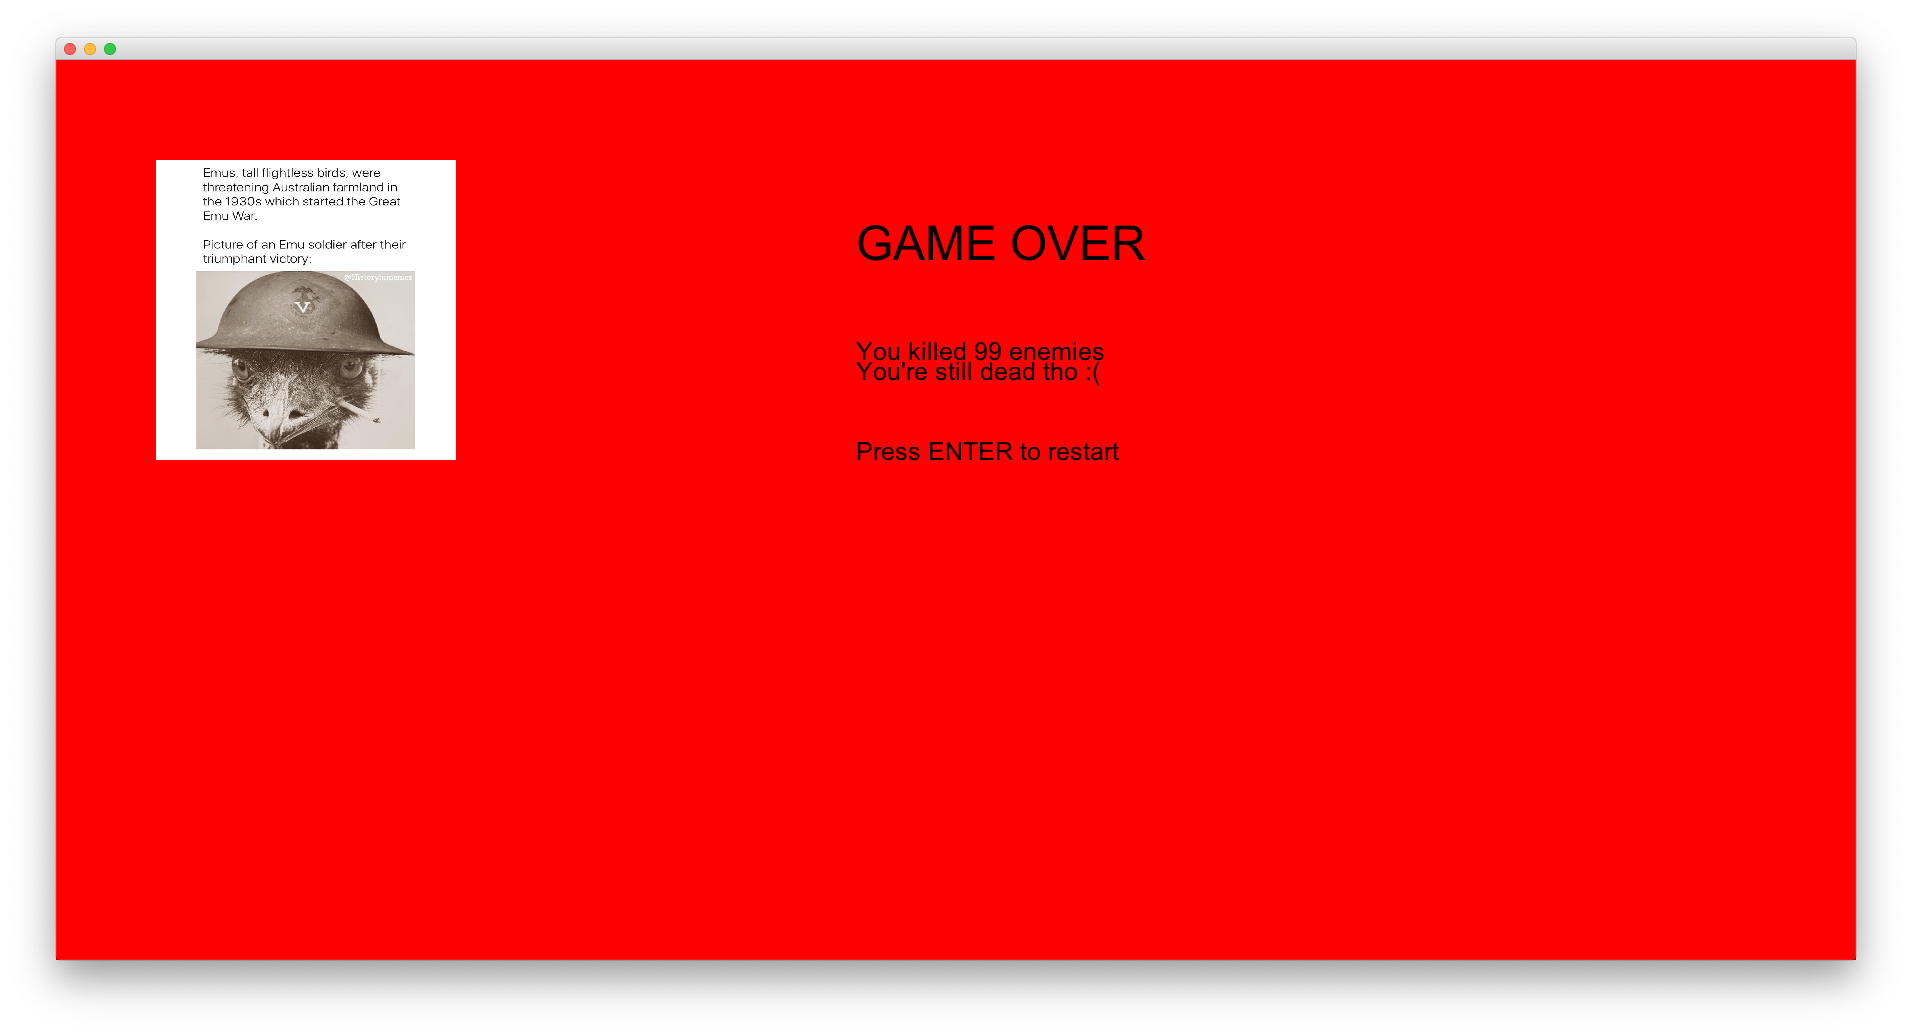 Emus, tall flightless birds, were
threatening Australian farmland in
the 1930s which started the Great
Emu War.
Picture of an Emu soldier after their
triumphant victory:
@Historyinmemes
V
GAME OVER
You killed 99 enemies
You're still dead tho :(
Press ENTER to restart